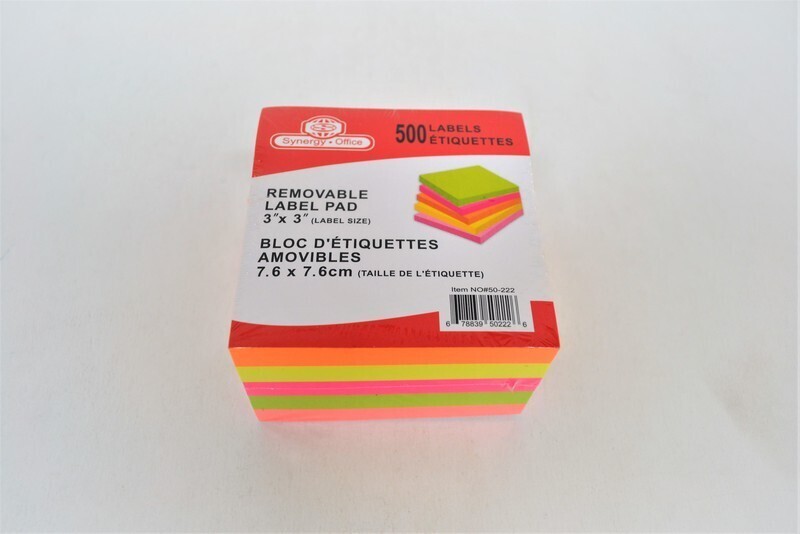 Synergy • Office
500 LABELS
ÉTIQUETTES
REMOVABLE
LABEL PAD
3"x 3" (LABEL SIZE)
BLOC D'ÉTIQUETTES
AMOVIBLES
7.6 x 7.6cm (TAILLE DE L'ÉTIQUETTE)
Item NO#50-222
6 78839 50222 6